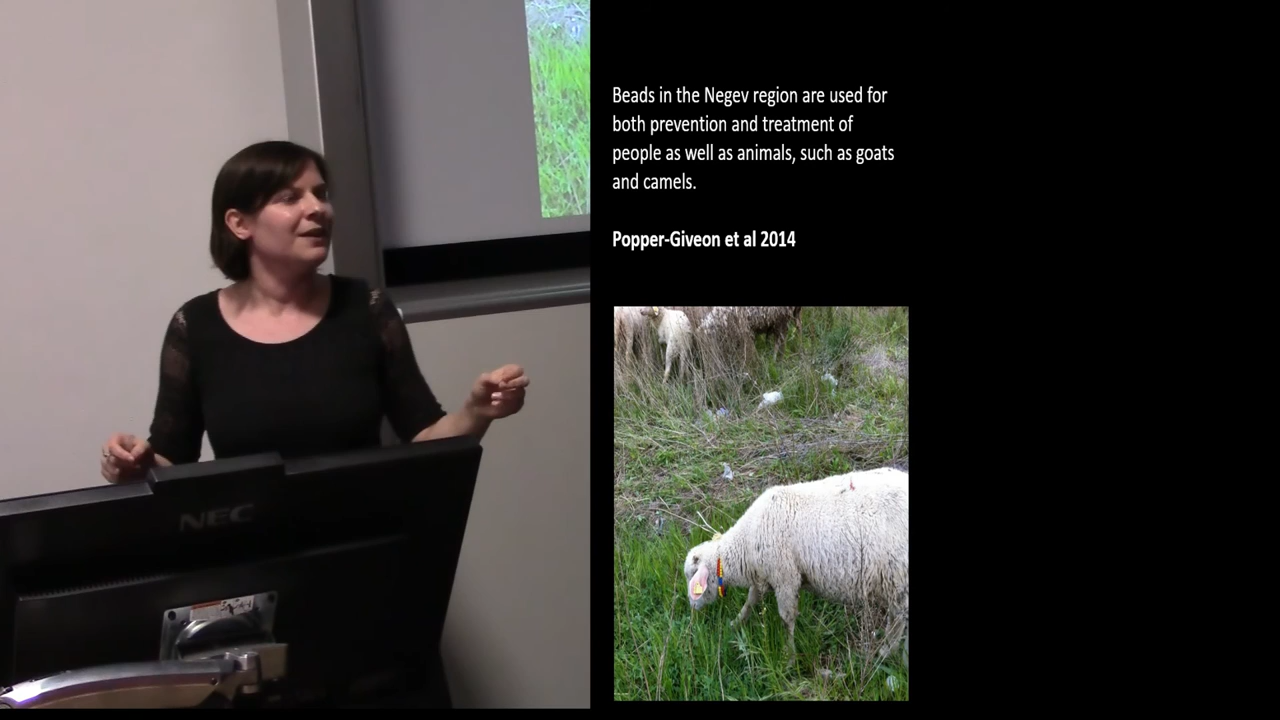 Beads in the Negev region are used for
both prevention and treatment of
people as well as animals, such as goats
and camels.
Popper-Giveon et al 2014
NEC